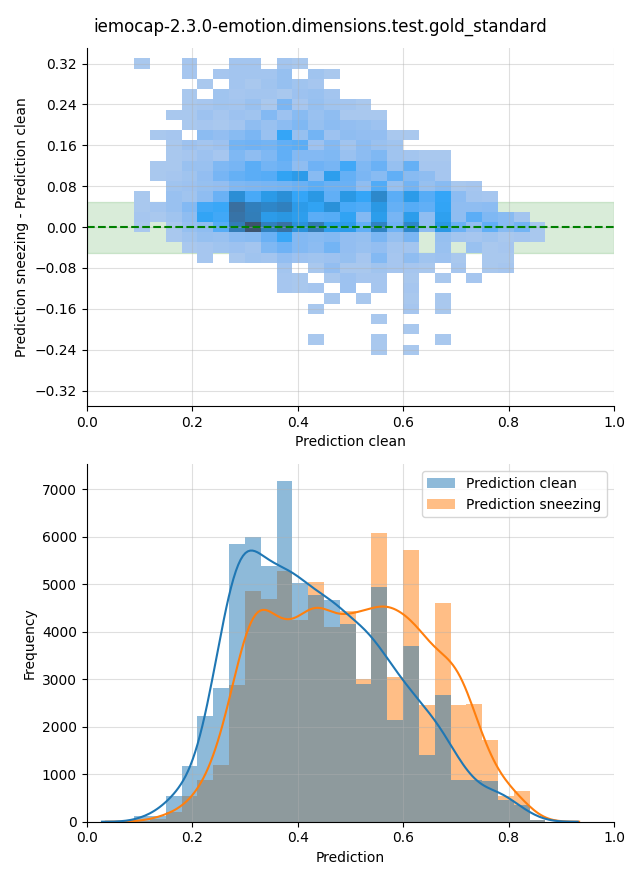 iemocap-2.3.0-emotion.dimensions.test.gold_standard
Prediction sneezing - Prediction clean
0.32
0.24
0.16
0.08
0.00
−0.08
−0.16
−0.24
−0.32
0.0 0.2 0.4 0.6 0.8 1.0
Prediction clean
Frequency
7000
6000
5000
4000
3000
2000
1000
0
Prediction clean
Prediction sneezing
0.0 0.2 0.4 0.6 0.8 1.0
Prediction